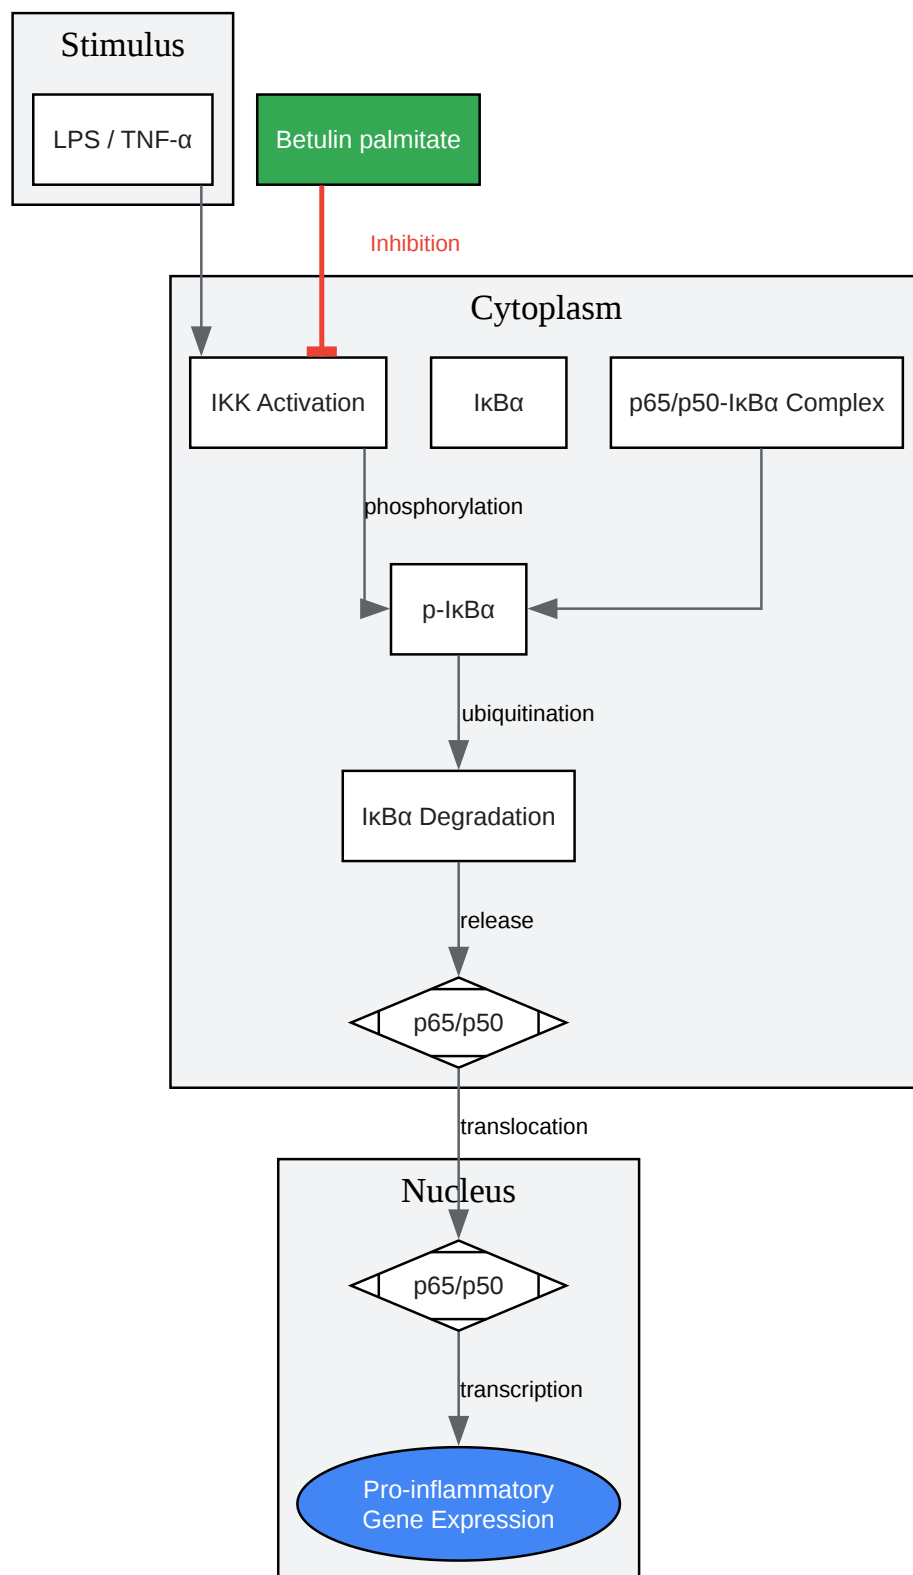 Stimulus
LPS / TNF-α
Betulin palmitate
Inhibition
Cytoplasm
IKK Activation
IκBα
p65/p50-IκBα Complex
phosphorylation
p-IκBα
ubiquitination
IκBα Degradation
release
p65/p50
translocation
Nucleus
p65/p50
transcription
Pro-inflammatory
Gene Expression